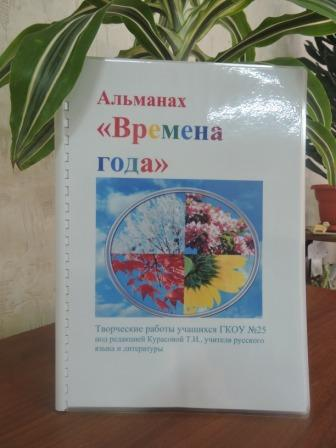 Альманах
«Времена
года»
Творческие работы учащихся ГКОУ №25
под редакцией Курасовой Т.И., учителя русского
языка и литературы